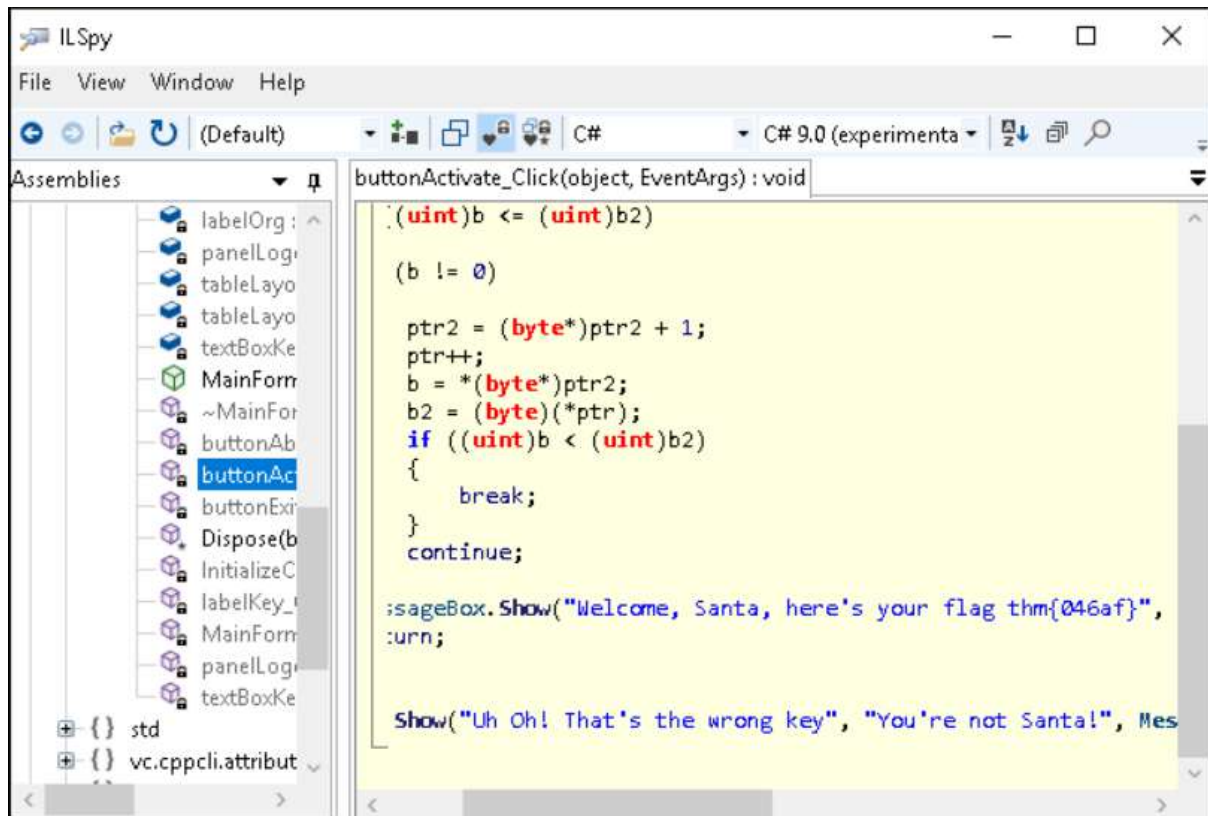 ILSpy
File View Window Help
(Default) C# C# 9.0 (experimenta
Assemblies
labelOrg :
panelLog
tableLayo
tableLayo
textBoxKe
MainForm
~MainFor
buttonAb
buttonAc
buttonExi
Dispose(b
InitializeC
labelKey_
MainForm
panelLog
textBoxKe
{ } std
{ } vc.cppcli.attribut
buttonActivate_Click(object, EventArgs) : void
(uint)b <= (uint)b2)
(b != 0)
ptr2 = (byte*)ptr2 + 1;
ptr++;
b = *(byte*)ptr2;
b2 = (byte)(*ptr);
if ((uint)b < (uint)b2)
{
break;
}
continue;
ssageBox.Show("Welcome, Santa, here's your flag thm{046af}",
turn;
Show("Uh Oh! That's the wrong key", "You're not Santa!", Mes